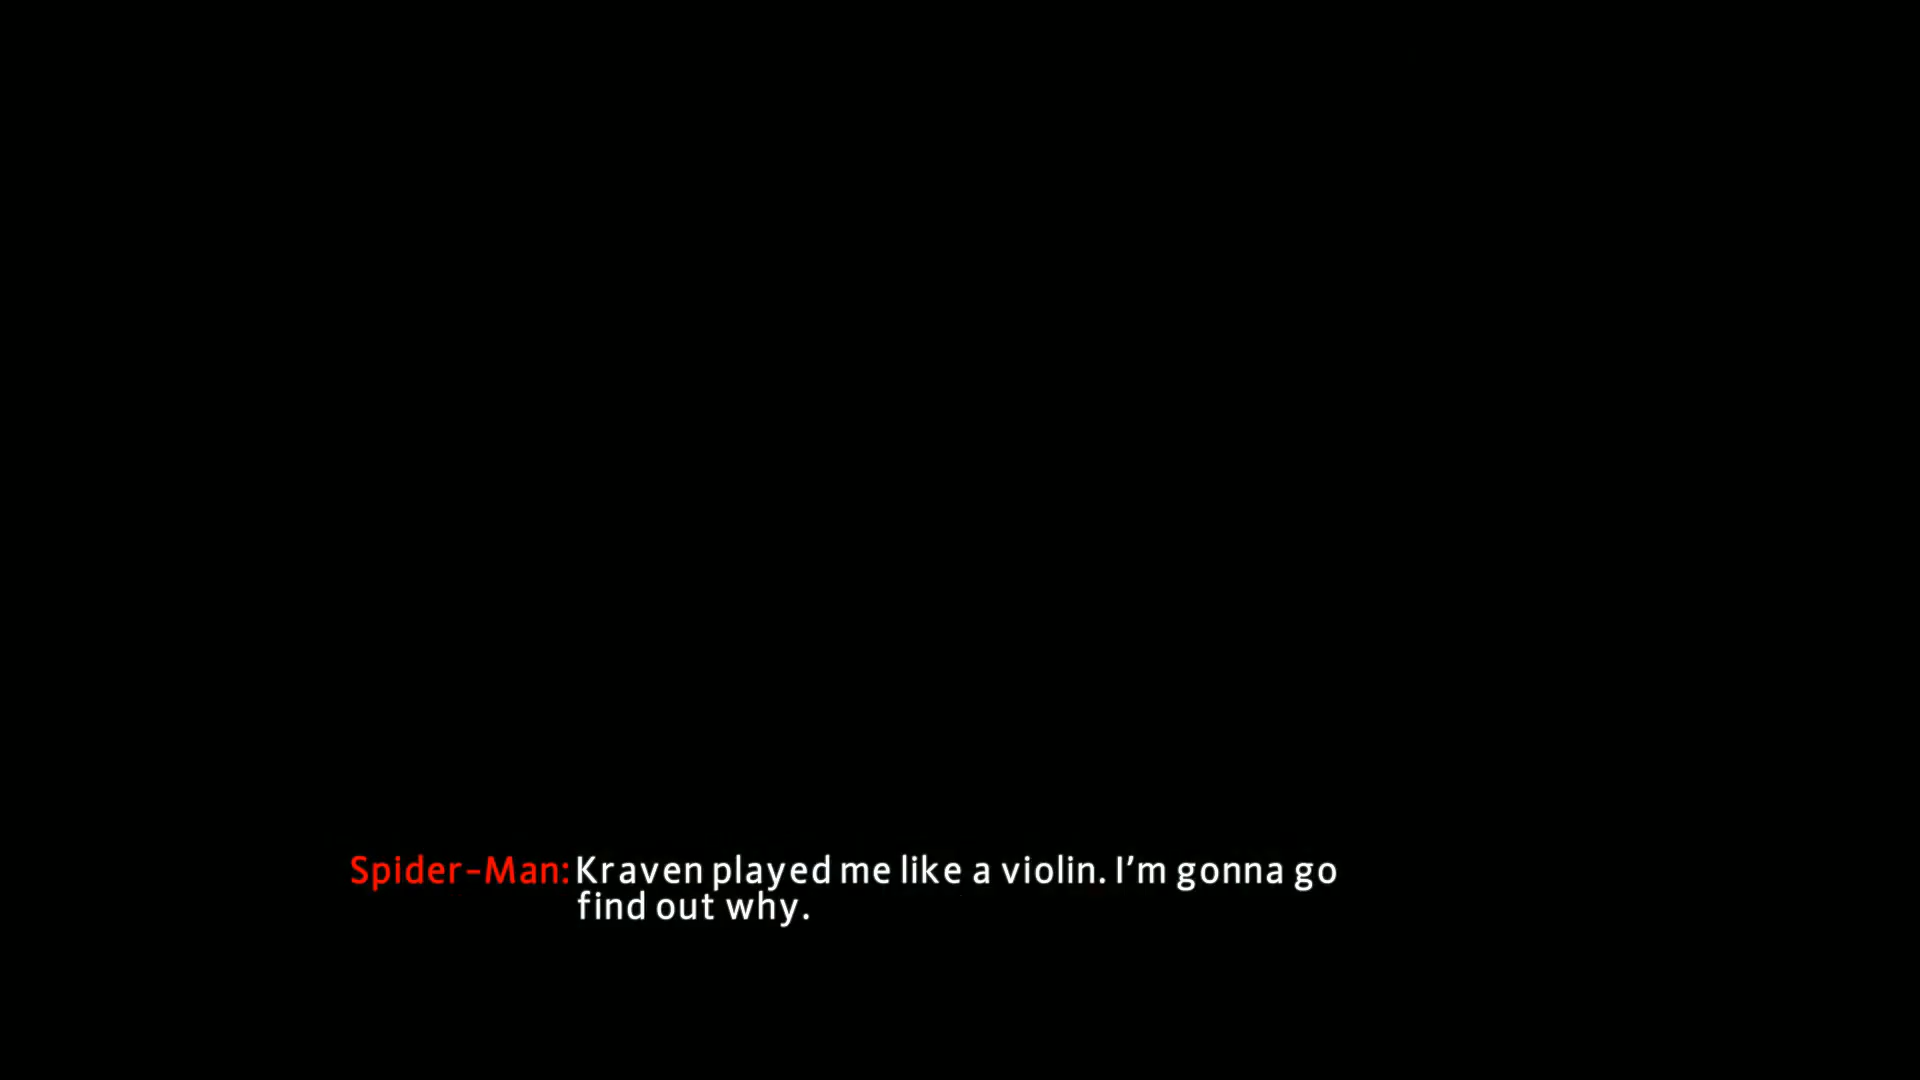 Spider-Man: Kraven played me like a violin. I’m gonna go
find out why.